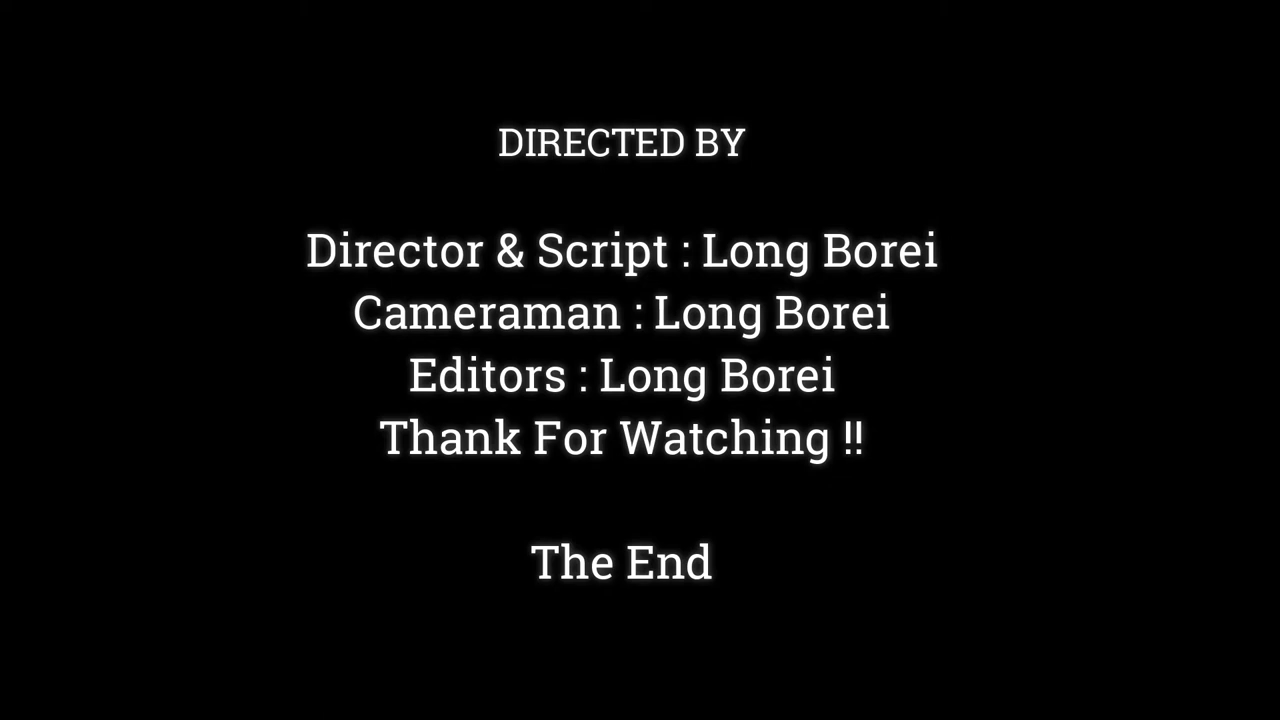 DIRECTED BY
Director & Script : Long Borei
Cameraman : Long Borei
Editors : Long Borei
Thank For Watching !!
The End